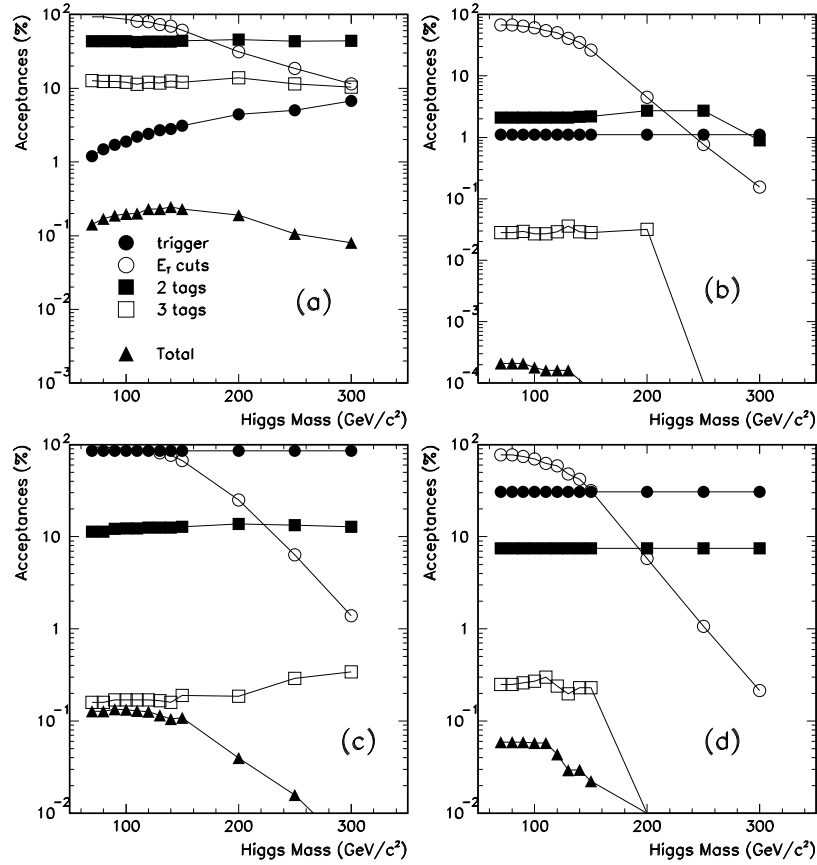 Acceptances (%)
10²
10
1
10⁻¹
10⁻²
10⁻³
100 200 300
Higgs Mass (GeV/c²)
trigger
E_T cuts
2 tags
3 tags
Total
(a)
Acceptances (%)
10²
10
1
10⁻¹
10⁻²
10⁻³
10⁻⁴
100 200 300
Higgs Mass (GeV/c²)
(b)
Acceptances (%)
10²
10
1
10⁻¹
10⁻²
100 200 300
Higgs Mass (GeV/c²)
(c)
Acceptances (%)
10²
10
1
10⁻¹
10⁻²
100 200 300
Higgs Mass (GeV/c²)
(d)